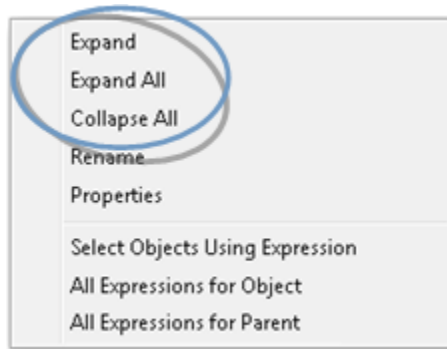 Expand
Expand All
Collapse All
Rename
Properties
Select Objects Using Expression
All Expressions for Object
All Expressions for Parent